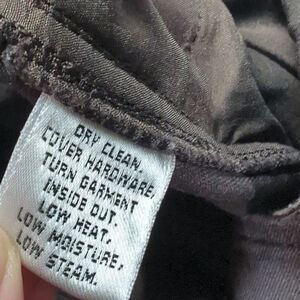 DRY CLEAN.
COVER HARDWARE.
TURN GARMENT
INSIDE OUT.
LOW HEAT,
LOW MOISTURE,
LOW STEAM.